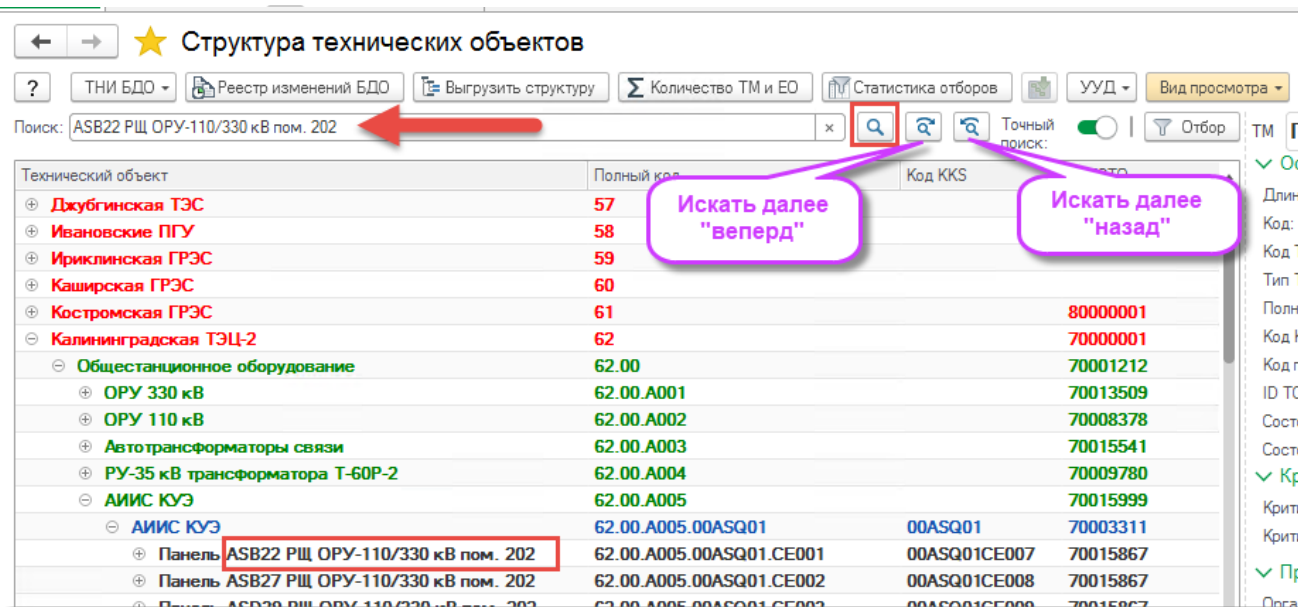 Структура технических объектов
? ТНИ БДО Реестр изменений БДО Выгрузить структуру Σ Количество ТМ и ЕО Статистика отборов УУД Вид просмотра
Поиск: ASB22 РЩ ОРУ-110/330 кВ пом. 202 × Точный поиск: Отбор ТМ
Технический объект Полный код Код KKS
Искать далее "веперд"
Искать далее "назад"
Джубгинская ТЭС 57
Ивановские ПГУ 58
Ириклинская ГРЭС 59
Каширская ГРЭС 60
Костромская ГРЭС 61 80000001
Калининградская ТЭЦ-2 62 70000001
Общестанционное оборудование 62.00 70001212
ОРУ 330 кВ 62.00.A001 70013509
ОРУ 110 кВ 62.00.A002 70008378
Автотрансформаторы связи 62.00.A003 70015541
РУ-35 кВ трансформатора Т-60Р-2 62.00.A004 70009780
АИИС КУЭ 62.00.A005 70015999
АИИС КУЭ 62.00.A005.00ASQ01 00ASQ01 70003311
Панель ASB22 РЩ ОРУ-110/330 кВ пом. 202 62.00.A005.00ASQ01.CE001 00ASQ01CE007 70015867
Панель ASB27 РЩ ОРУ-110/330 кВ пом. 202 62.00.A005.00ASQ01.CE002 00ASQ01CE008 70015867
Ос
Длин
Код:
Код Т
Тип Т
Полн
Код К
Код п
ID ТО
Сост
Сост
Кр
Крит
Крит
Пр